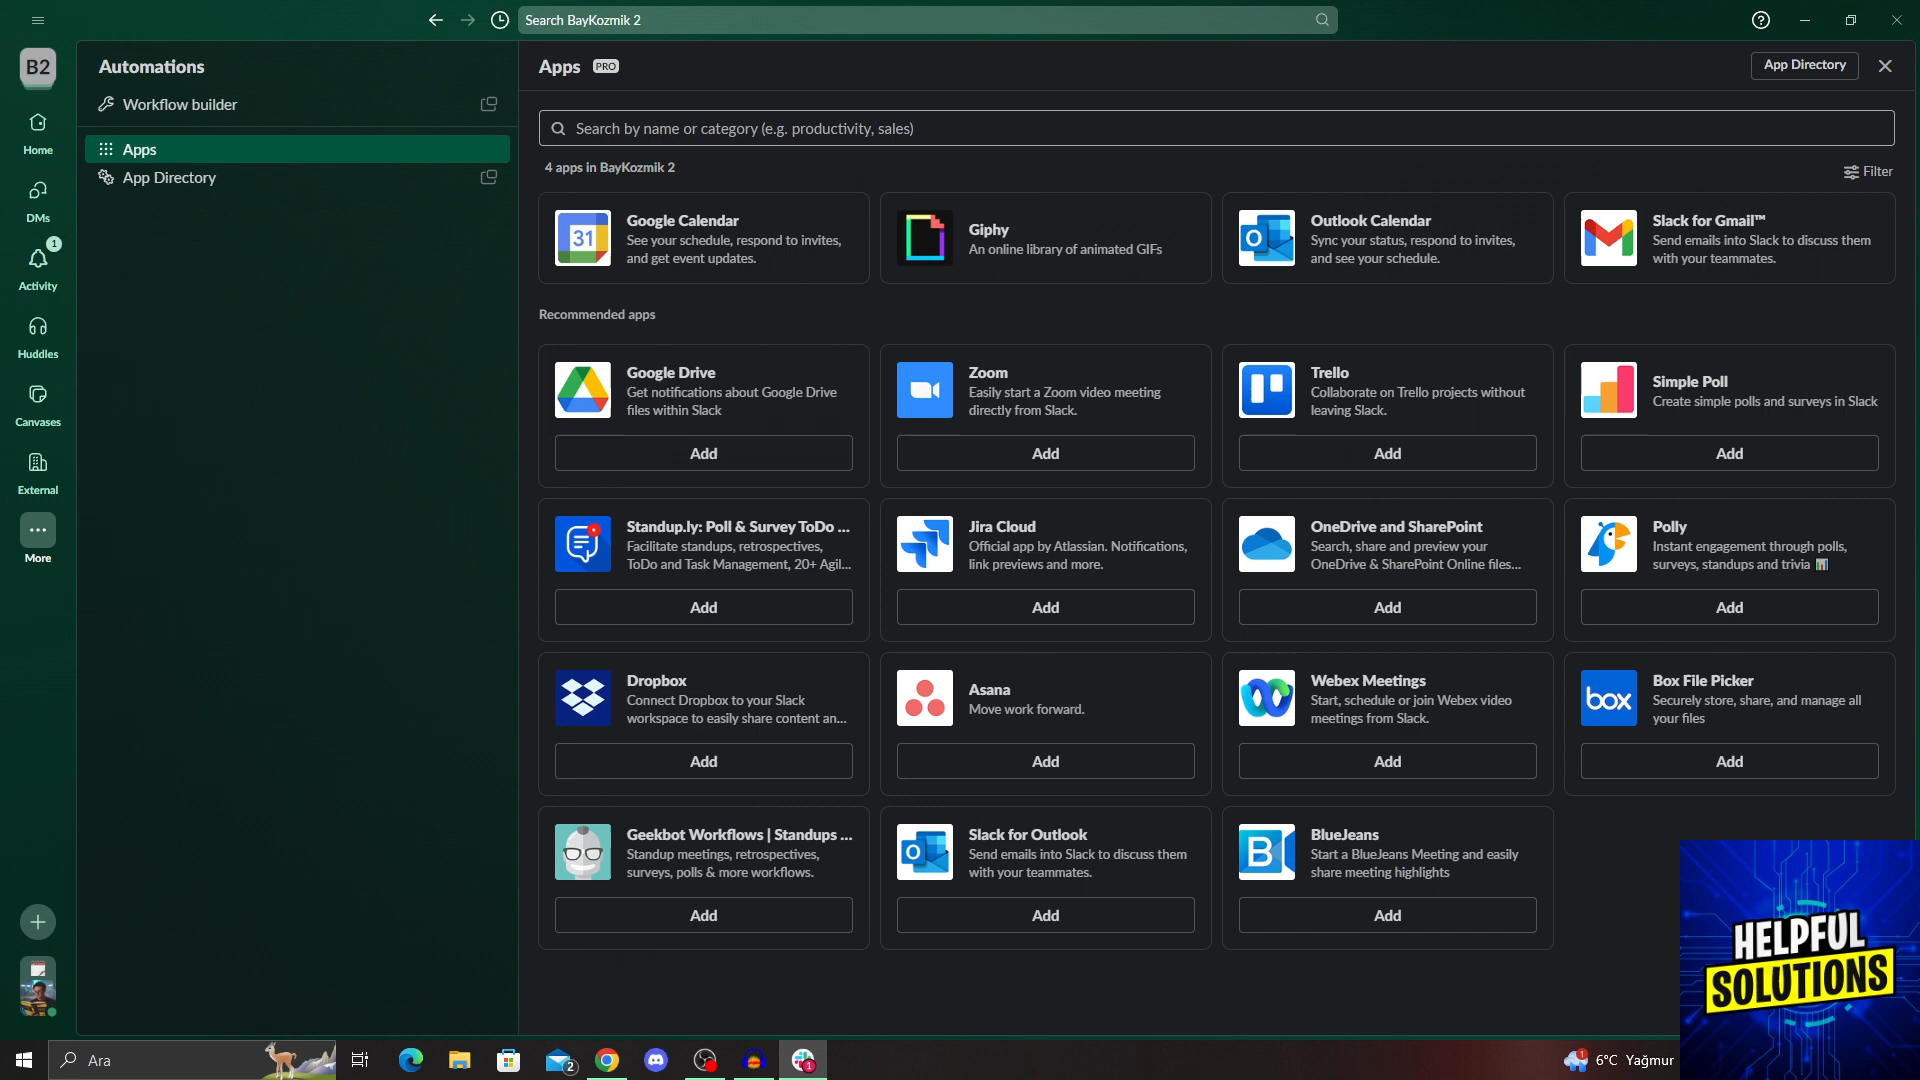 Search BayKozmik 2
B2
Automations
Workflow builder
Apps
App Directory
Home
DMs
1
Activity
Huddles
Canvases
External
More
Apps PRO
App Directory
Search by name or category (e.g. productivity, sales)
4 apps in BayKozmik 2
Filter
31
Google Calendar
See your schedule, respond to invites,
and get event updates.
Giphy
An online library of animated GIFs
Outlook Calendar
Sync your status, respond to invites,
and see your schedule.
Slack for Gmail™
Send emails into Slack to discuss them
with your teammates.
Recommended apps
Google Drive
Get notifications about Google Drive
files within Slack
Add
Zoom
Easily start a Zoom video meeting
directly from Slack.
Add
Trello
Collaborate on Trello projects without
leaving Slack.
Add
Simple Poll
Create simple polls and surveys in Slack
Add
Standup.ly: Poll & Survey ToDo ...
Facilitate standups, retrospectives,
ToDo and Task Management, 20+ Agil...
Add
Jira Cloud
Official app by Atlassian. Notifications,
link previews and more.
Add
OneDrive and SharePoint
Search, share and preview your
OneDrive & SharePoint Online files...
Add
Polly
Instant engagement through polls,
surveys, standups and trivia
Add
Dropbox
Connect Dropbox to your Slack
workspace to easily share content an...
Add
Asana
Move work forward.
Add
Webex Meetings
Start, schedule or join Webex video
meetings from Slack.
Add
box
Box File Picker
Securely store, share, and manage all
your files
Add
Geekbot Workflows | Standups ...
Standup meetings, retrospectives,
surveys, polls & more workflows.
Add
O
Slack for Outlook
Send emails into Slack to discuss them
with your teammates.
Add
B
BlueJeans
Start a BlueJeans Meeting and easily
share meeting highlights
Add
HELPFUL
SOLUTIONS
Ara
2
1
1
6°C Yağmur